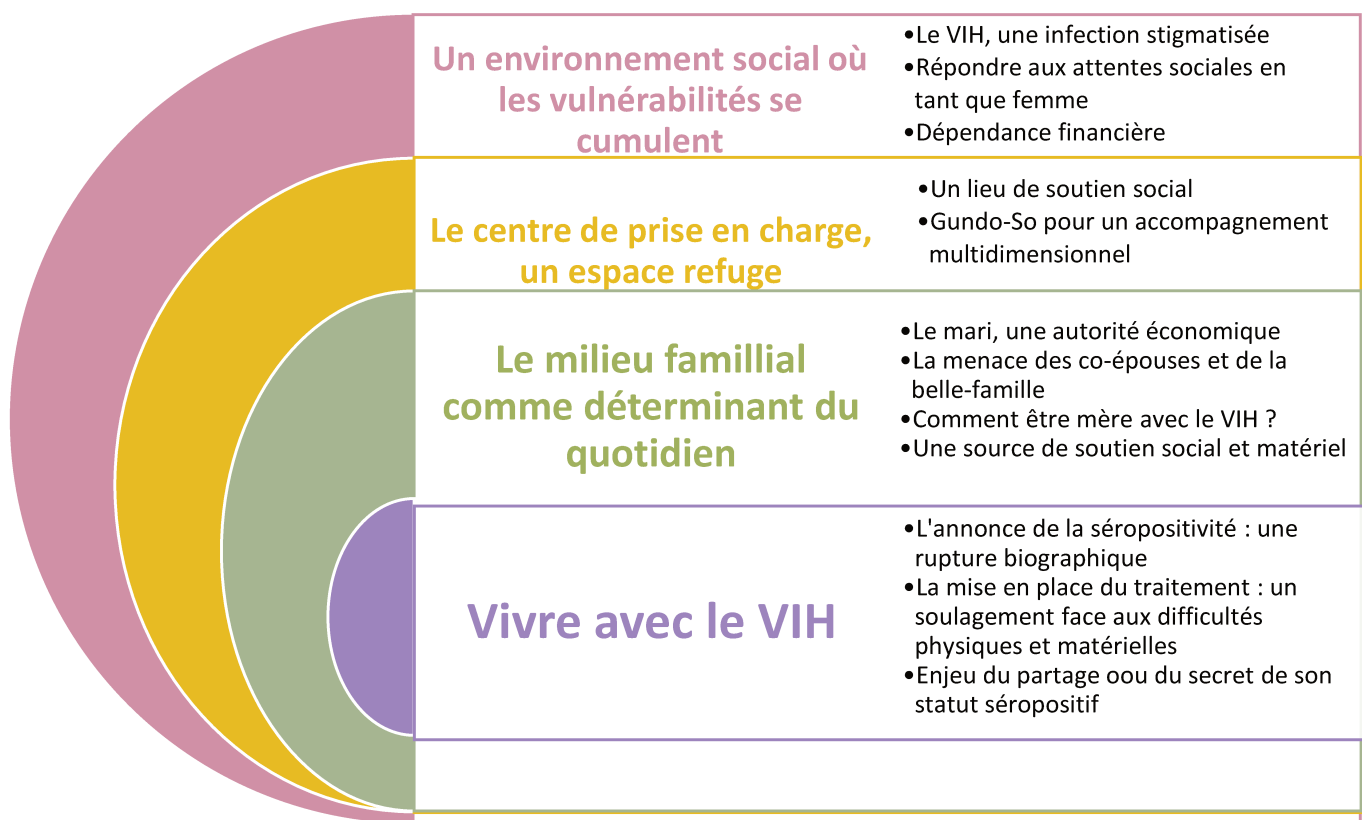 Un environnement social où
les vulnérabilités se
cumulent
•Le VIH, une infection stigmatisée
•Répondre aux attentes sociales en
tant que femme
•Dépendance financière
Le centre de prise en charge,
un espace refuge
•Un lieu de soutien social
•Gundo-So pour un accompagnement
multidimensionnel
Le milieu famillial
comme déterminant du
quotidien
•Le mari, une autorité économique
•La menace des co-épouses et de la
belle-famille
•Comment être mère avec le VIH ?
•Une source de soutien social et matériel
Vivre avec le VIH
•L'annonce de la séropositivité : une
rupture biographique
•La mise en place du traitement : un
soulagement face aux difficultés
physiques et matérielles
•Enjeu du partage oou du secret de son
statut séropositif